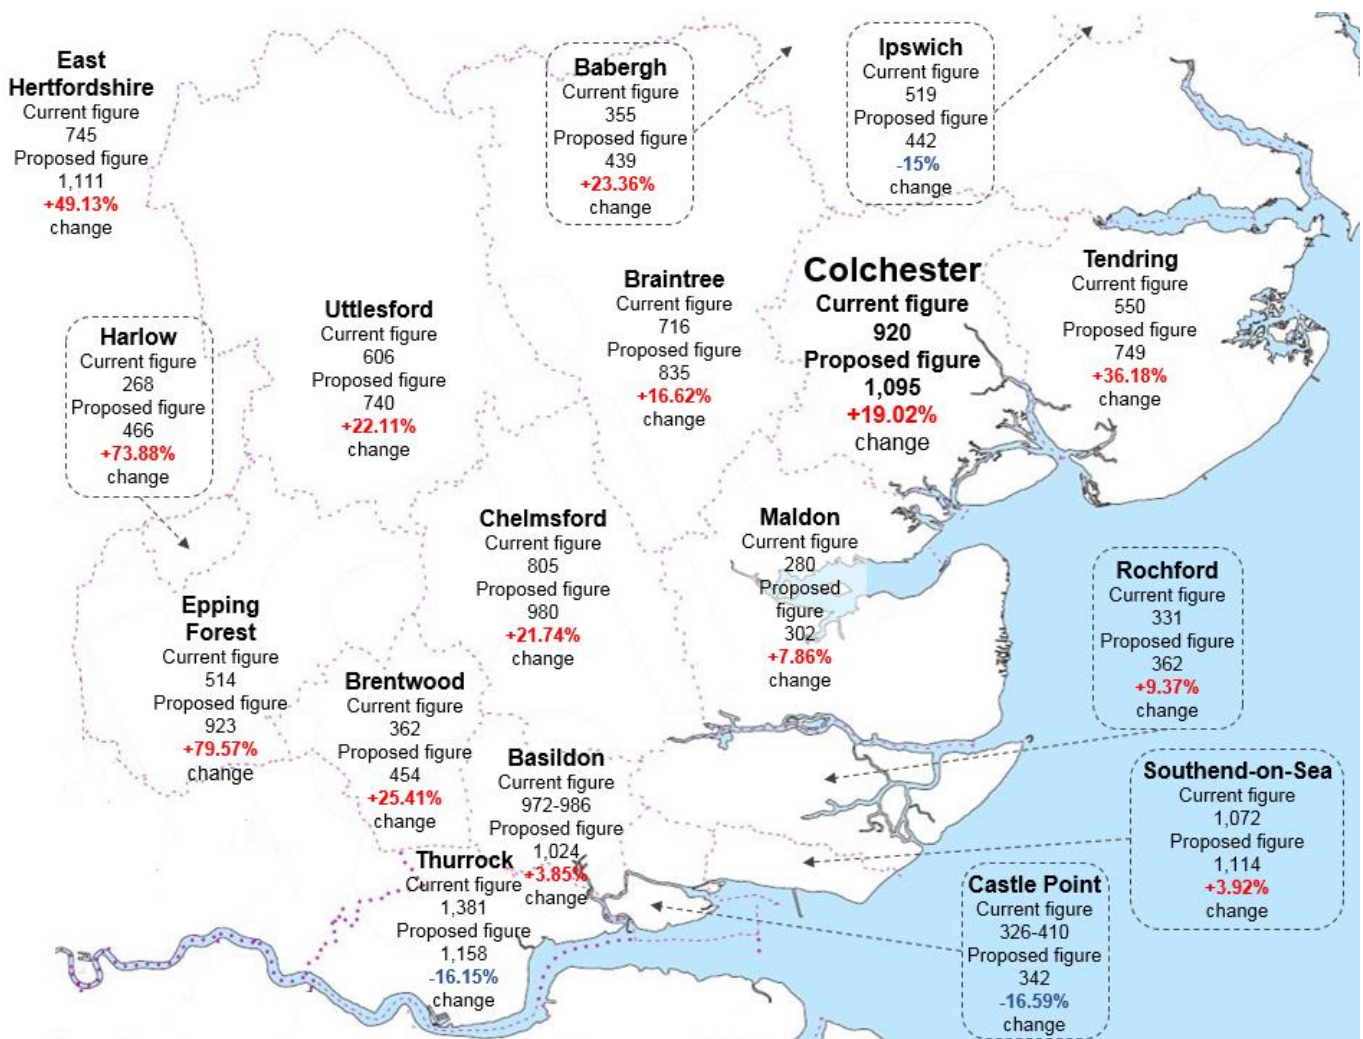 East
Hertfordshire
Current figure
745
Proposed figure
1,111
+49.13%
change
Babergh
Current figure
355
Proposed figure
439
+23.36%
change
Ipswich
Current figure
519
Proposed figure
442
-15%
change
Harlow
Current figure
268
Proposed figure
466
+73.88%
change
Uttlesford
Current figure
606
Proposed figure
740
+22.11%
change
Braintree
Current figure
716
Proposed figure
835
+16.62%
change
Colchester
Current figure
920
Proposed figure
1,095
+19.02%
change
Tendring
Current figure
550
Proposed figure
749
+36.18%
change
Epping
Forest
Current figure
514
Proposed figure
923
+79.57%
change
Chelmsford
Current figure
805
Proposed figure
980
+21.74%
change
Maldon
Current figure
280
Proposed
figure
302
+7.86%
change
Rochford
Current figure
331
Proposed figure
362
+9.37%
change
Brentwood
Current figure
362
Proposed figure
454
+25.41%
change
Basildon
Current figure
972-986
Proposed figure
1,024
+3.85%
change
Southend-on-Sea
Current figure
1,072
Proposed figure
1,114
+3.92%
change
Thurrock
Current figure
1,381
Proposed figure
1,158
-16.15%
change
Castle Point
Current figure
326-410
Proposed figure
342
-16.59%
change